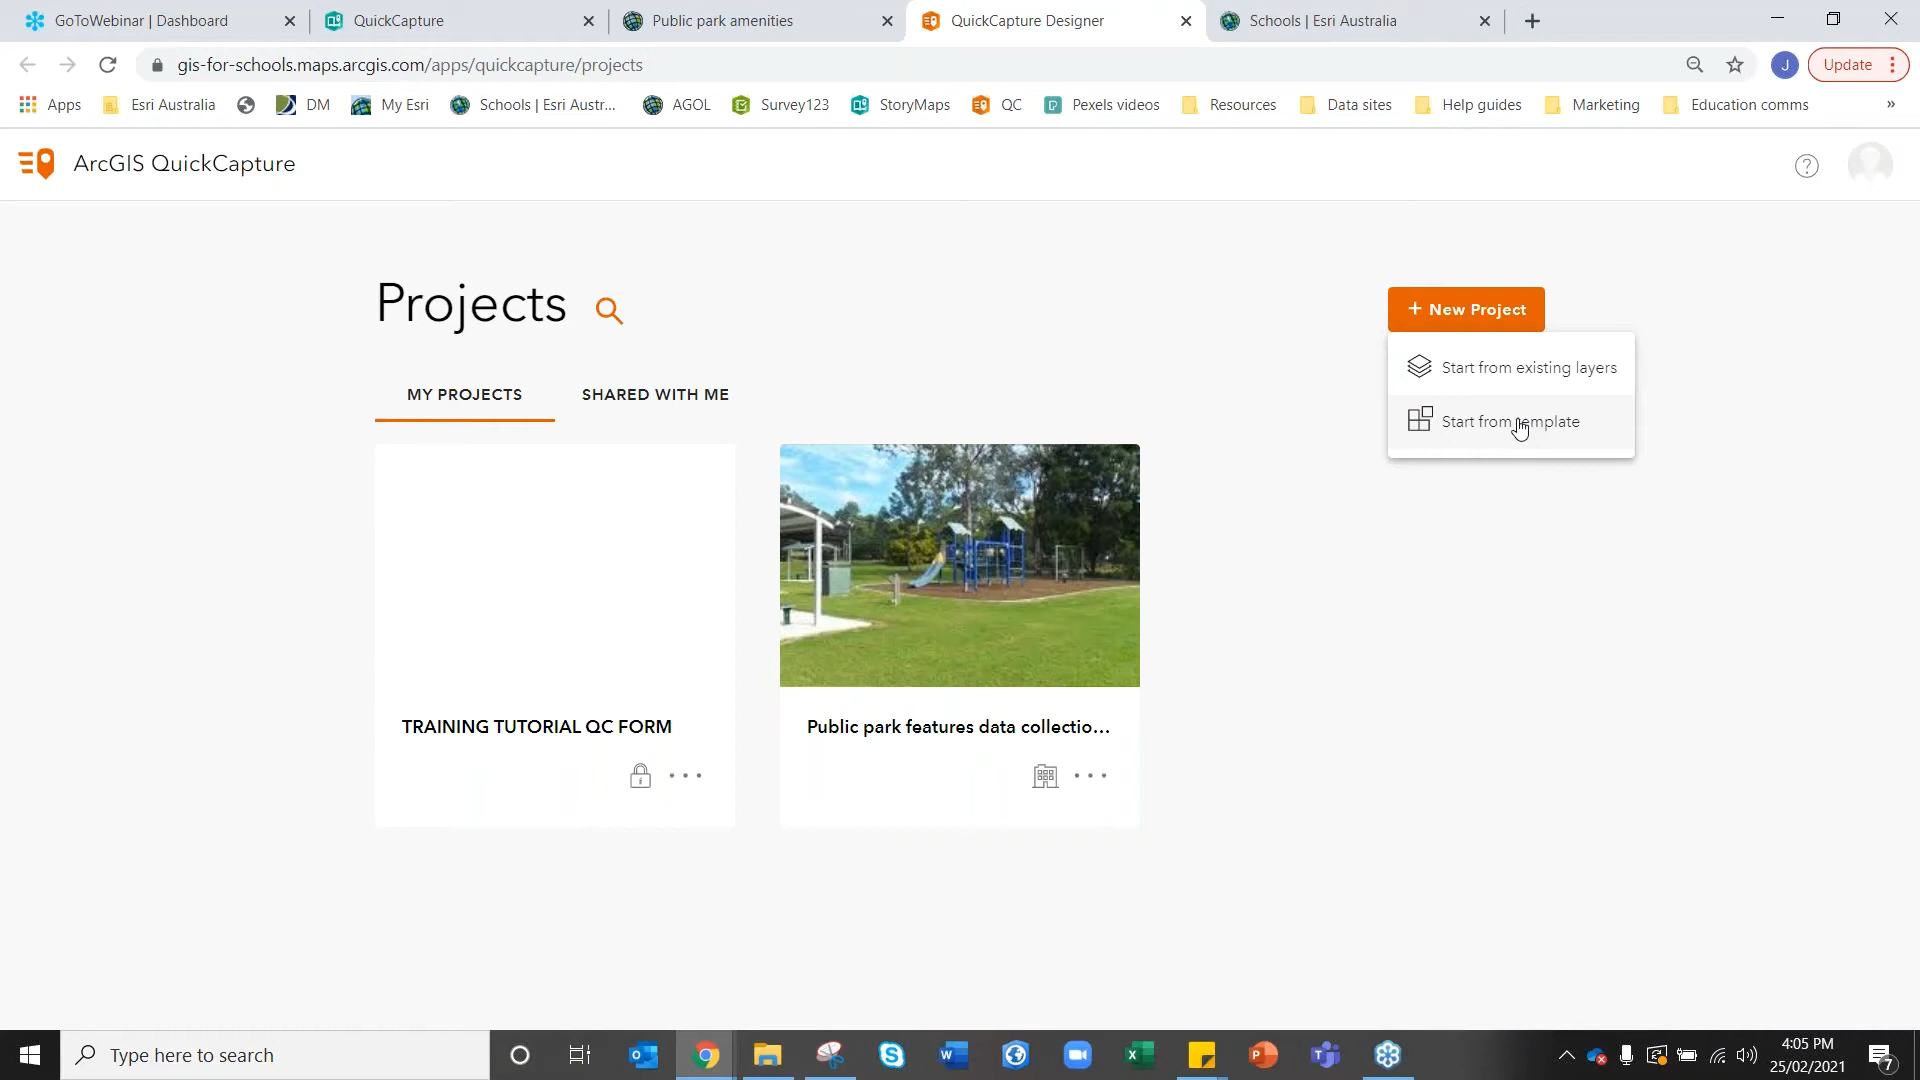 GoToWebinar | Dashboard
QuickCapture
Public park amenities
QuickCapture Designer
Schools | Esri Australia
gis-for-schools.maps.arcgis.com/apps/quickcapture/projects
J
Update
Apps
Esri Australia
DM
My Esri
Schools | Esri Austr...
AGOL
Survey123
StoryMaps
QC
Pexels videos
Resources
Data sites
Help guides
Marketing
Education comms
»
ArcGIS QuickCapture
?
Projects
+ New Project
Start from existing layers
Start from template
MY PROJECTS
SHARED WITH ME
TRAINING TUTORIAL QC FORM
Public park features data collectio...
Type here to search
4:05 PM
25/02/2021
7